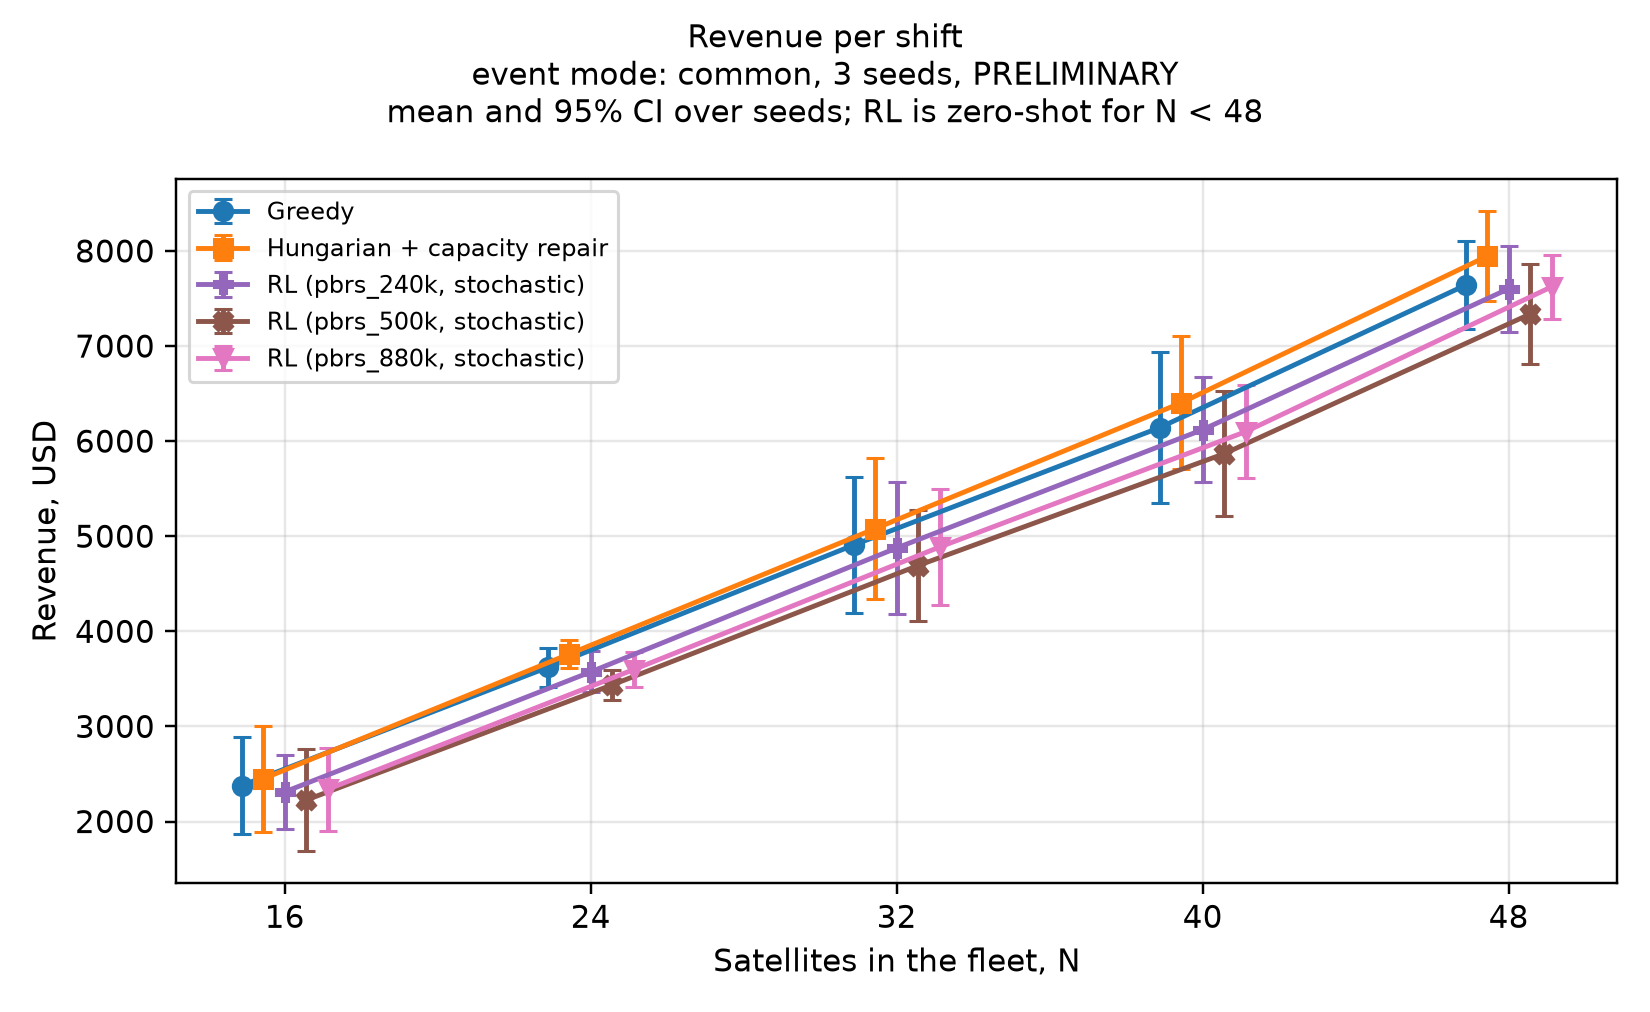 Revenue per shift
event mode: common, 3 seeds, PRELIMINARY
mean and 95% CI over seeds; RL is zero-shot for N < 48
Greedy
Hungarian + capacity repair
RL (pbrs_240k, stochastic)
RL (pbrs_500k, stochastic)
RL (pbrs_880k, stochastic)
Revenue, USD
8000
7000
6000
5000
4000
3000
2000
16 24 32 40 48
Satellites in the fleet, N